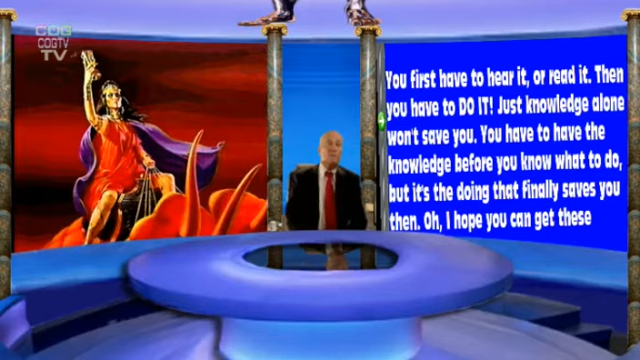 COG
COGTV
TV
You first have to hear it, or read it. Then
you have to DO IT! Just knowledge alone
won't save you. You have to have the
knowledge before you know what to do,
but it's the doing that finally saves you
then. Oh, I hope you can get these